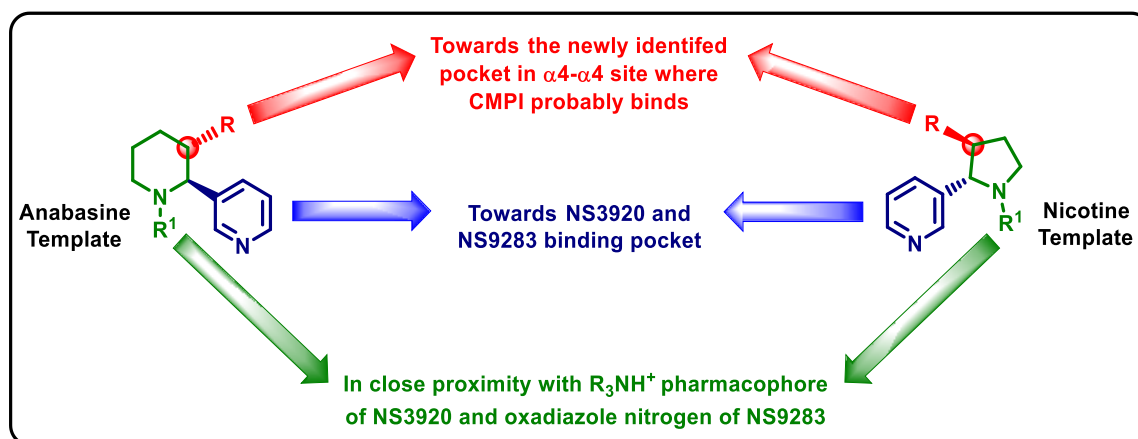 Towards the newly identifed
pocket in α4-α4 site where
CMPI probably binds
R
R
N
R1
N
Anabasine
Template
Towards NS3920 and
NS9283 binding pocket
N
R1
N
Nicotine
Template
In close proximity with R3NH+ pharmacophore
of NS3920 and oxadiazole nitrogen of NS9283